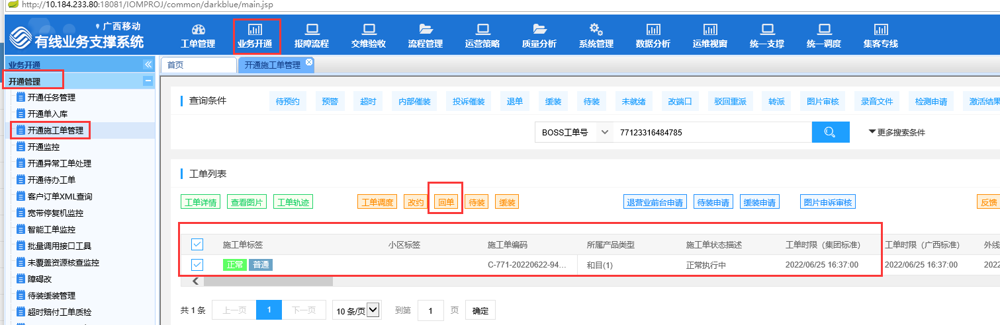 http://10.184.233.80:18081/IOMPROJ/common/darkblue/main.jsp
广西移动
有线业务支撑系统
工单管理 业务开通 报障流程 交维验收 流程管理 运营策略 质量分析 系统管理 数据分析 运维视窗 统一支撑 统一调度 集客专线
业务开通
首页 开通施工单管理
开通管理
开通任务管理
开通单入库
开通施工单管理
开通监控
开通异常工单处理
开通待办工单
客户订单XML查询
宽带停复机监控
智能工单监控
批量调用接口工具
未覆盖资源核查监控
障碍改
待装缓装管理
超时赔付工单质检
查询条件 待预约 预警 超时 内部催装 投诉催装 退单 缓装 待装 未就绪 改端口 驳回重派 转派 图片审核 录音文件 检测申请 激活结果
BOSS工单号 77123316484785 更多搜索条件
工单列表
工单详情 查看图片 工单轨迹 工单调度 改约 回单 待装 缓装 退营业前台申请 待装申请 缓装申请 图片申诉审核 反馈
施工单标签 小区标签 施工单编码 所属产品类型 施工单状态描述 工单时限（集团标准） 工单时限（广西标准） 外线
正常 普通 C-771-20220622-94... 和目(1) 正常执行中 2022/06/25 16:37:00 2022/06/25 16:37:00 202
共 1 条 上一页 1 下一页 10 条/页 到第 1 页 确定